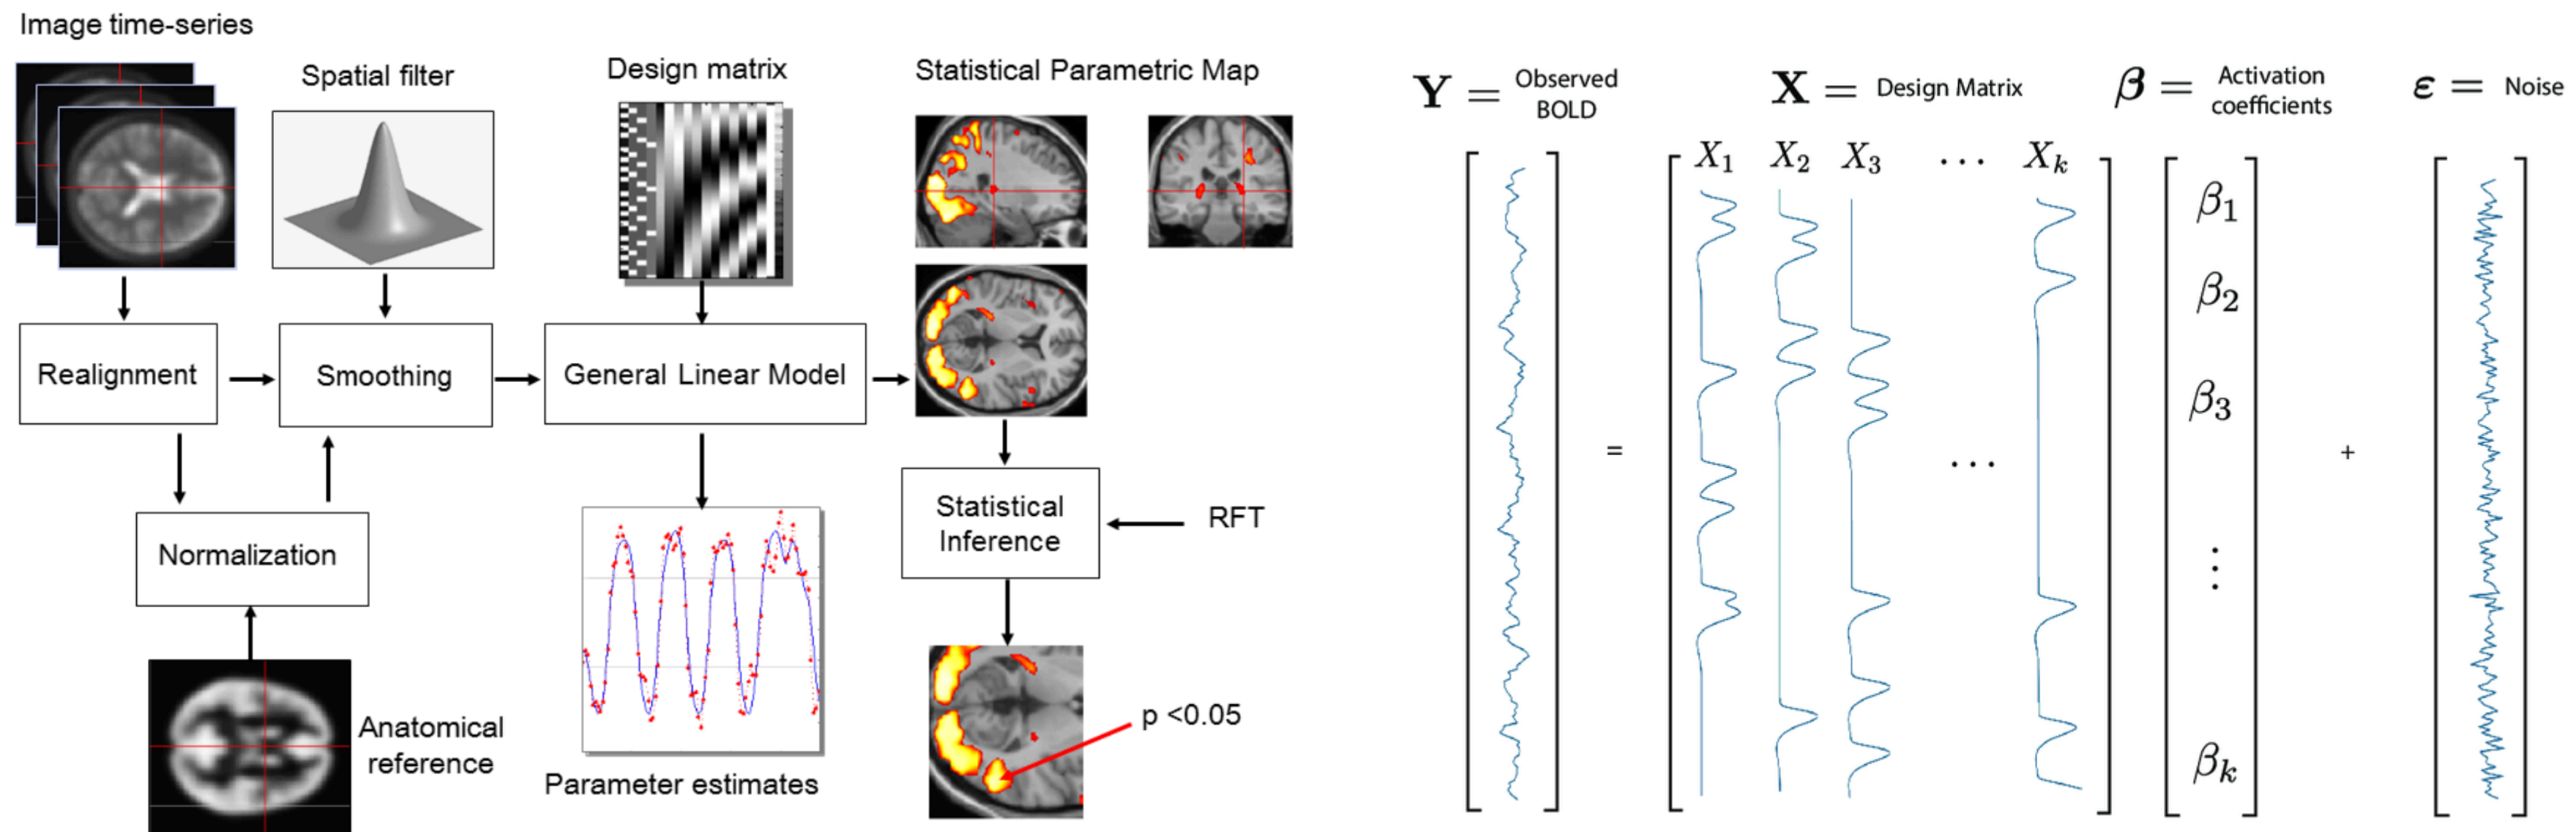 Image time-series
Spatial filter
Design matrix
Statistical Parametric Map
Realignment
Smoothing
General Linear Model
Normalization
Statistical
Inference
RFT
Anatomical
reference
Parameter estimates
p <0.05
Y = Observed
BOLD
X = Design Matrix
β = Activation
coefficients
ε = Noise
X₁ X₂ X₃ ... Xₖ
β₁
β₂
β₃
=
...
+
⋮
βₖ